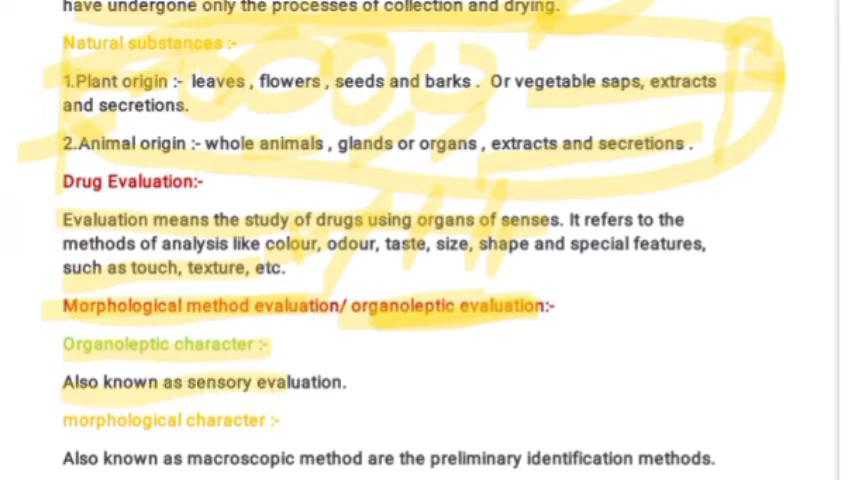 have undergone only the processes of collection and drying.
Natural substances :-
1.Plant origin :- leaves , flowers , seeds and barks . Or vegetable saps, extracts
and secretions.
2.Animal origin :- whole animals , glands or organs , extracts and secretions .
Drug Evaluation:-
Evaluation means the study of drugs using organs of senses. It refers to the
methods of analysis like colour, odour, taste, size, shape and special features,
such as touch, texture, etc.
Morphological method evaluation/ organoleptic evaluation:-
Organoleptic character :-
Also known as sensory evaluation.
morphological character :-
Also known as macroscopic method are the preliminary identification methods.